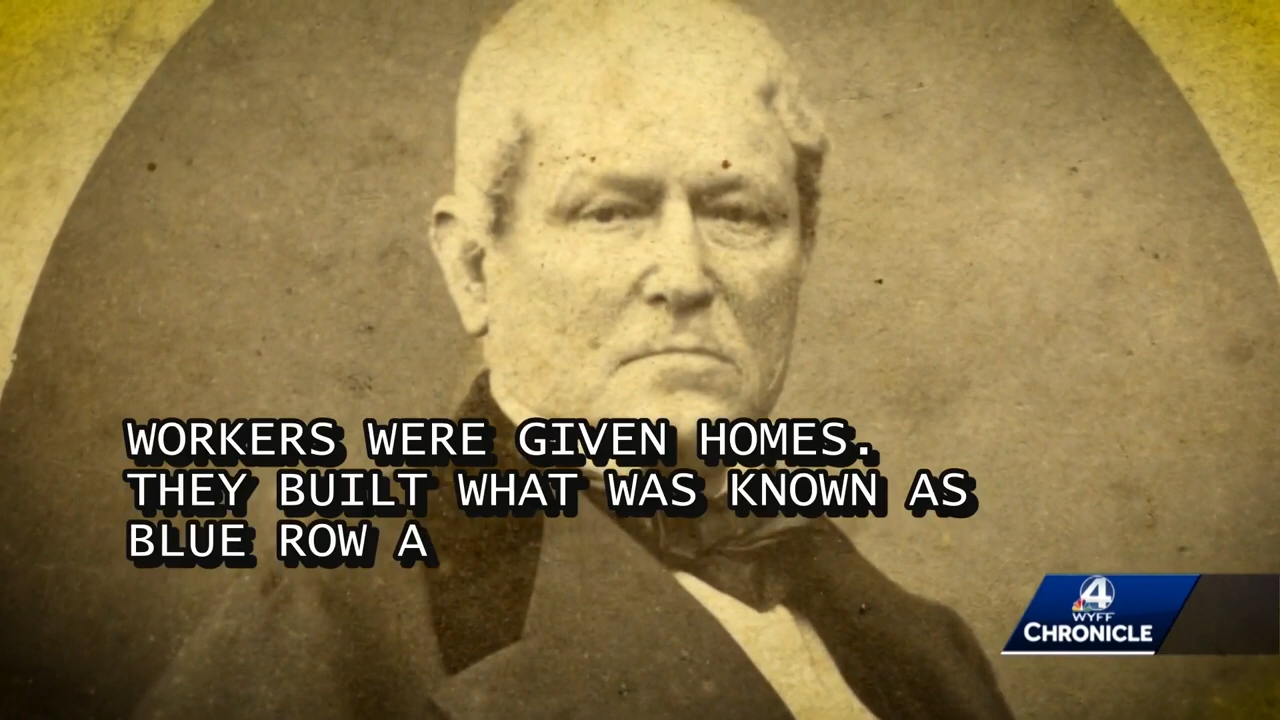 WORKERS WERE GIVEN HOMES.
THEY BUILT WHAT WAS KNOWN AS
BLUE ROW A
4
WYFF
CHRONICLE